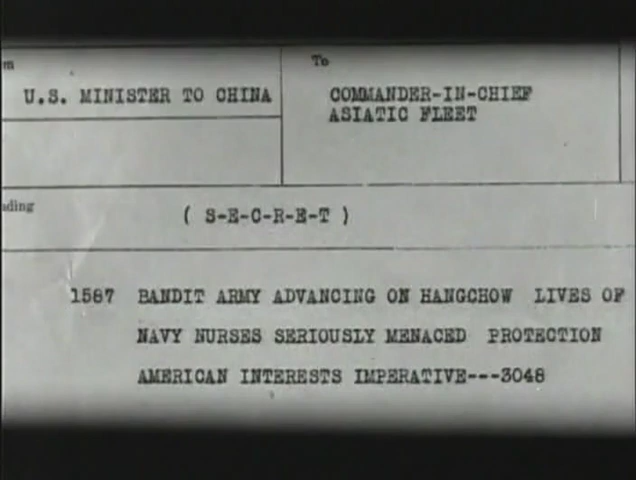 m
To
U.S. MINISTER TO CHINA
COMMANDER-IN-CHIEF
ASIATIC FLEET
ading
( S-E-C-R-E-T )
1587 BANDIT ARMY ADVANCING ON HANGCHOW LIVES OF
NAVY NURSES SERIOUSLY MENACED PROTECTION
AMERICAN INTERESTS IMPERATIVE---3048